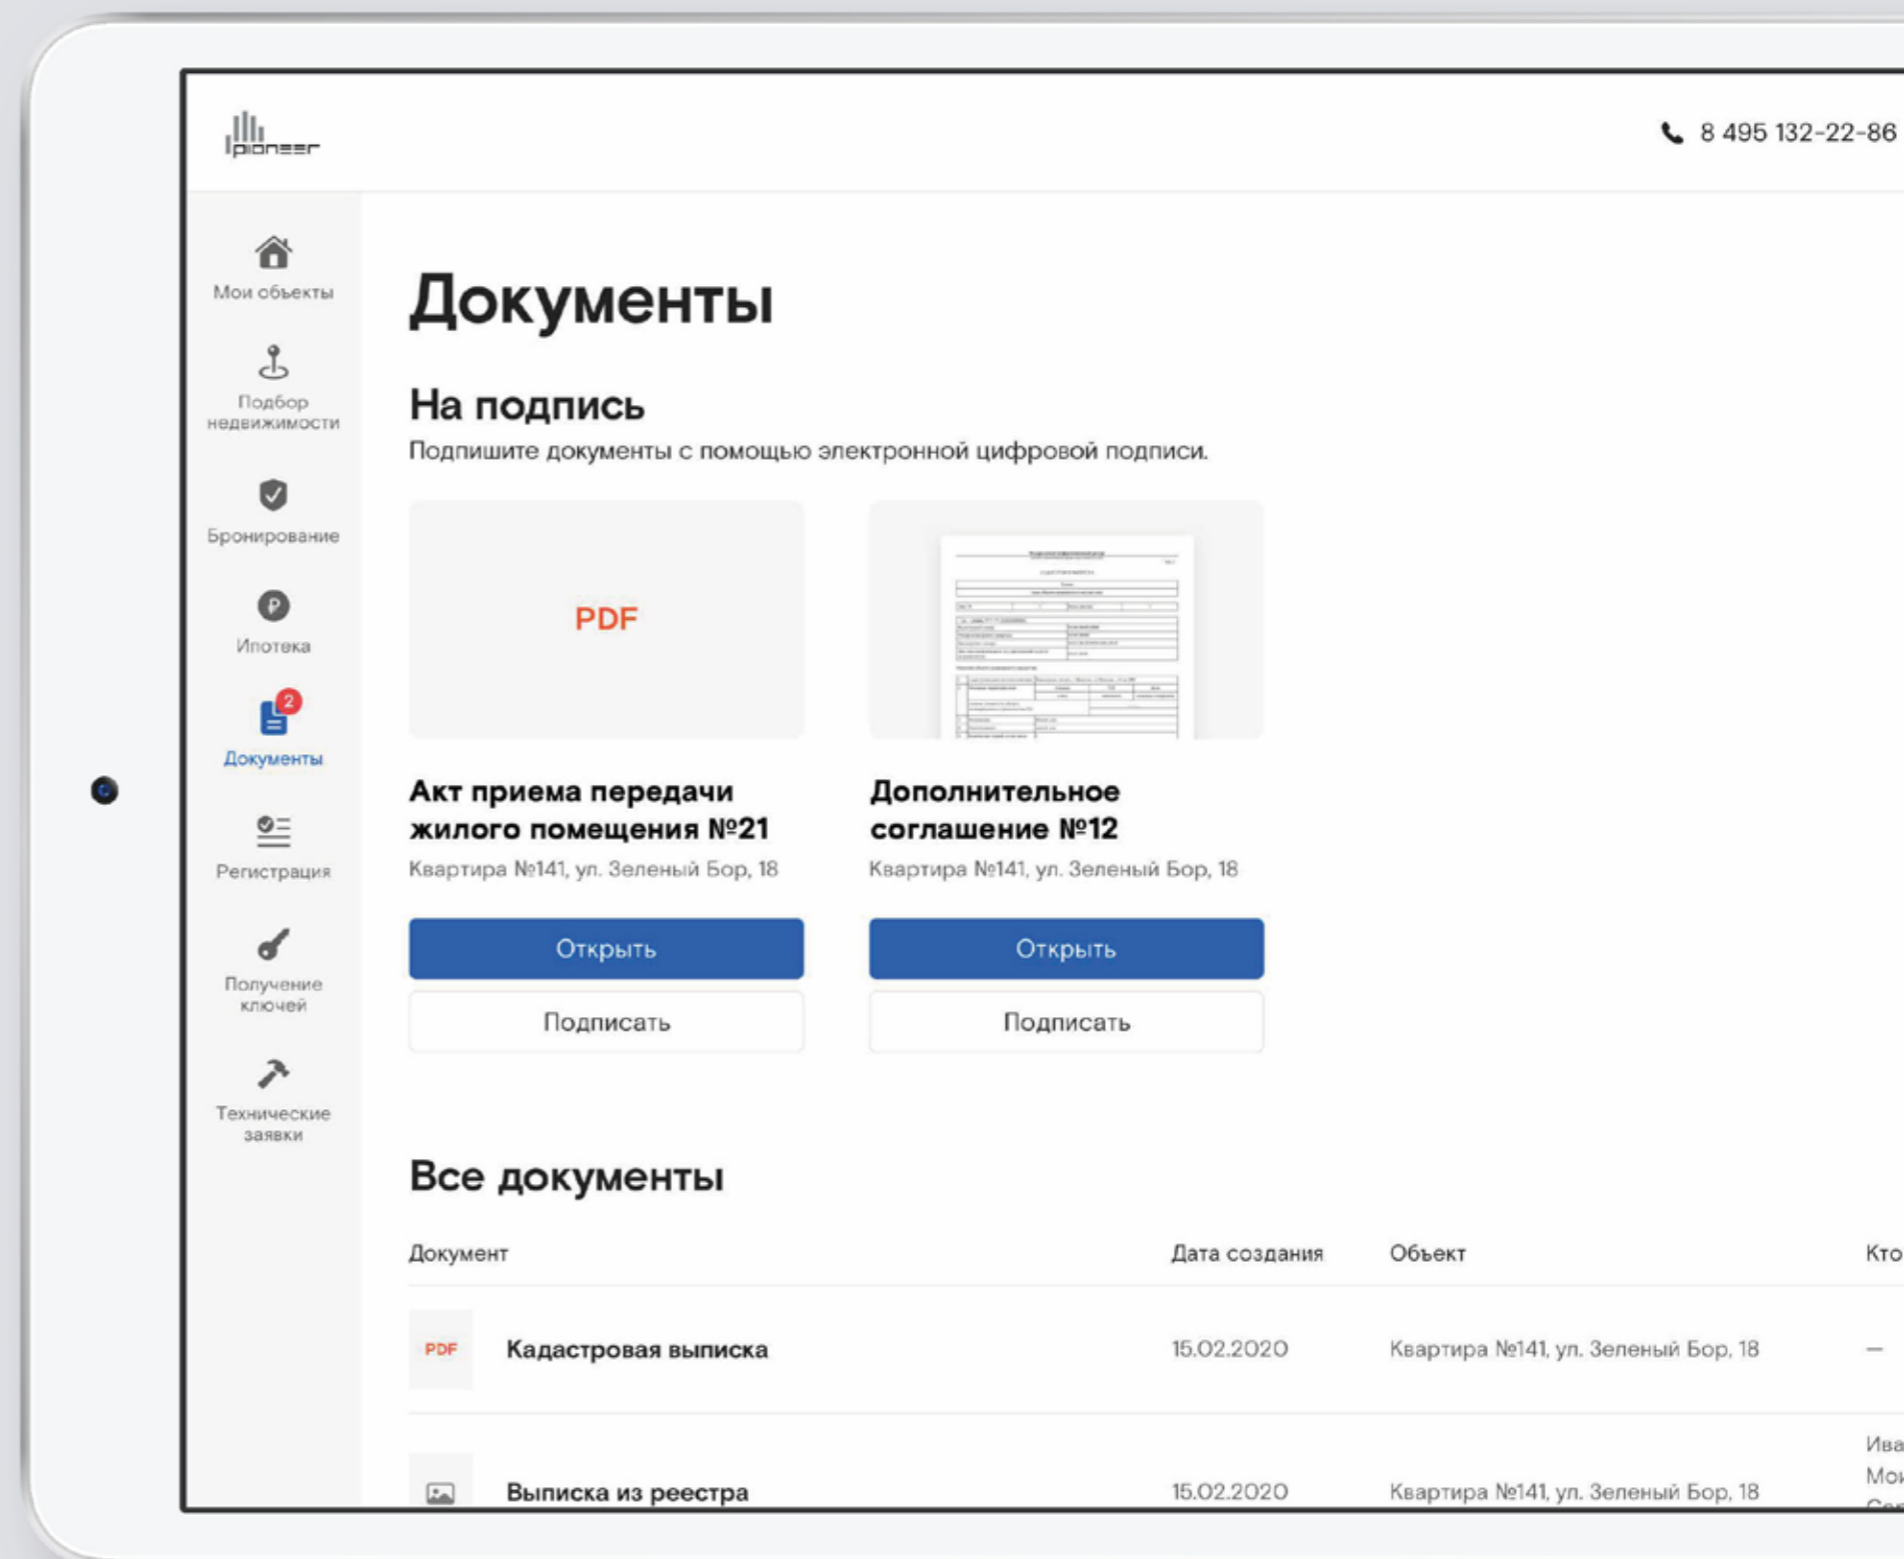 pioneer
8 495 132-22-86
Мои объекты
Подбор
недвижимости
Бронирование
Ипотека
2
Документы
Регистрация
Получение
ключей
Технические
заявки
Документы
На подпись
Подпишите документы с помощью электронной цифровой подписи.
PDF
Акт приема передачи
жилого помещения №21
Квартира №141, ул. Зеленый Бор, 18
Открыть
Подписать
Дополнительное
соглашение №12
Квартира №141, ул. Зеленый Бор, 18
Открыть
Подписать
Все документы
Документ Дата создания Объект Кто
PDF Кадастровая выписка 15.02.2020 Квартира №141, ул. Зеленый Бор, 18 —
Выписка из реестра 15.02.2020 Квартира №141, ул. Зеленый Бор, 18